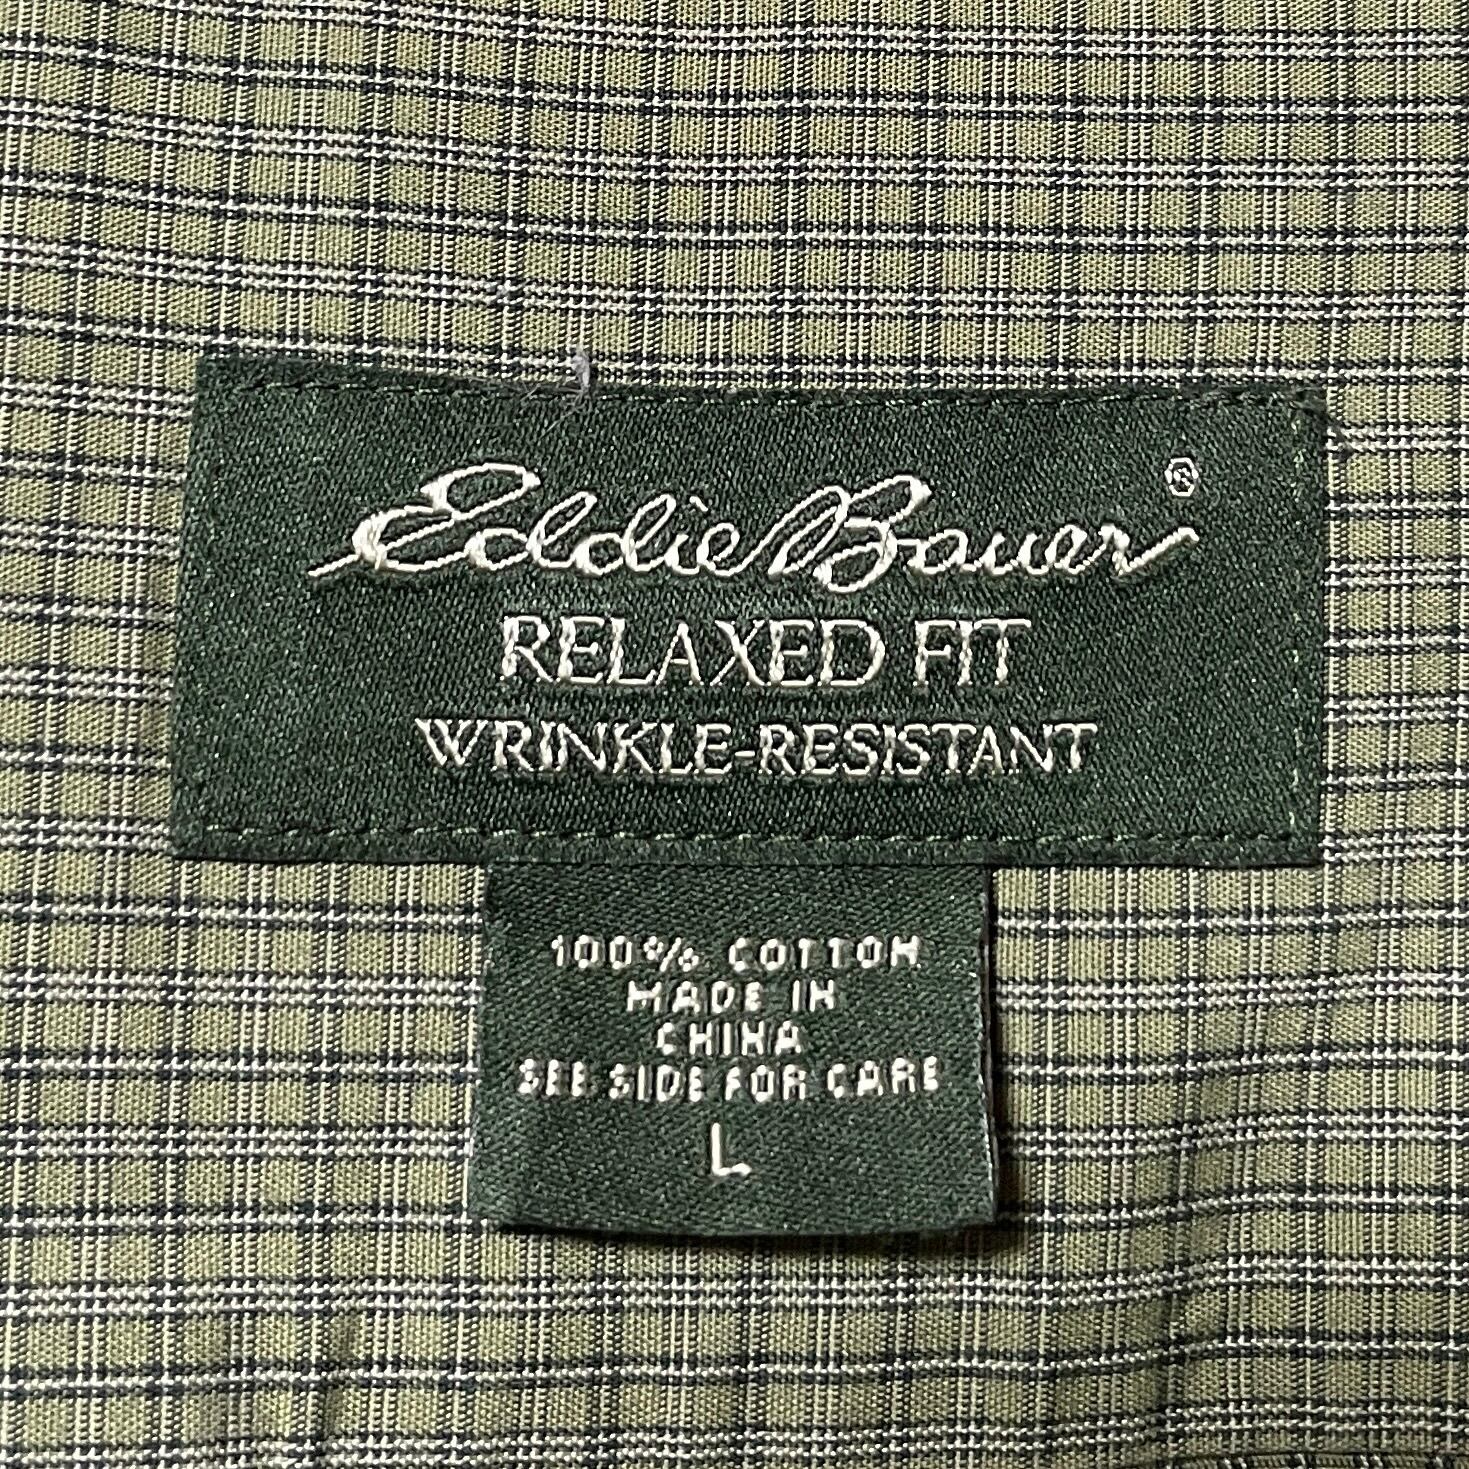 Eddie Bauer®
RELAXED FIT
WRINKLE-RESISTANT
100% COTTON
MADE IN
CHINA
SEE SIDE FOR CARE
L